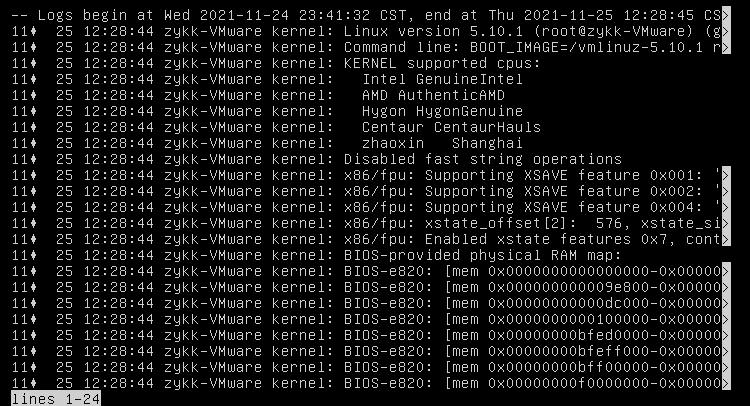 -- Logs begin at Wed 2021-11-24 23:41:32 CST, end at Thu 2021-11-25 12:28:45 CS>
11♦  25 12:28:44 zykk-VMware kernel: Linux version 5.10.1 (root@zykk-VMware) (g>
11♦  25 12:28:44 zykk-VMware kernel: Command line: BOOT_IMAGE=/vmlinuz-5.10.1 r>
11♦  25 12:28:44 zykk-VMware kernel: KERNEL supported cpus:
11♦  25 12:28:44 zykk-VMware kernel:   Intel GenuineIntel
11♦  25 12:28:44 zykk-VMware kernel:   AMD AuthenticAMD
11♦  25 12:28:44 zykk-VMware kernel:   Hygon HygonGenuine
11♦  25 12:28:44 zykk-VMware kernel:   Centaur CentaurHauls
11♦  25 12:28:44 zykk-VMware kernel:   zhaoxin   Shanghai
11♦  25 12:28:44 zykk-VMware kernel: Disabled fast string operations
11♦  25 12:28:44 zykk-VMware kernel: x86/fpu: Supporting XSAVE feature 0x001: '>
11♦  25 12:28:44 zykk-VMware kernel: x86/fpu: Supporting XSAVE feature 0x002: '>
11♦  25 12:28:44 zykk-VMware kernel: x86/fpu: Supporting XSAVE feature 0x004: '>
11♦  25 12:28:44 zykk-VMware kernel: x86/fpu: xstate_offset[2]:  576, xstate_si>
11♦  25 12:28:44 zykk-VMware kernel: x86/fpu: Enabled xstate features 0x7, cont>
11♦  25 12:28:44 zykk-VMware kernel: BIOS-provided physical RAM map:
11♦  25 12:28:44 zykk-VMware kernel: BIOS-e820: [mem 0x0000000000000000-0x00000>
11♦  25 12:28:44 zykk-VMware kernel: BIOS-e820: [mem 0x000000000009e800-0x00000>
11♦  25 12:28:44 zykk-VMware kernel: BIOS-e820: [mem 0x00000000000dc000-0x00000>
11♦  25 12:28:44 zykk-VMware kernel: BIOS-e820: [mem 0x0000000000100000-0x00000>
11♦  25 12:28:44 zykk-VMware kernel: BIOS-e820: [mem 0x00000000bfed0000-0x00000>
11♦  25 12:28:44 zykk-VMware kernel: BIOS-e820: [mem 0x00000000bfeff000-0x00000>
11♦  25 12:28:44 zykk-VMware kernel: BIOS-e820: [mem 0x00000000bff00000-0x00000>
11♦  25 12:28:44 zykk-VMware kernel: BIOS-e820: [mem 0x00000000f0000000-0x00000>
lines 1-24